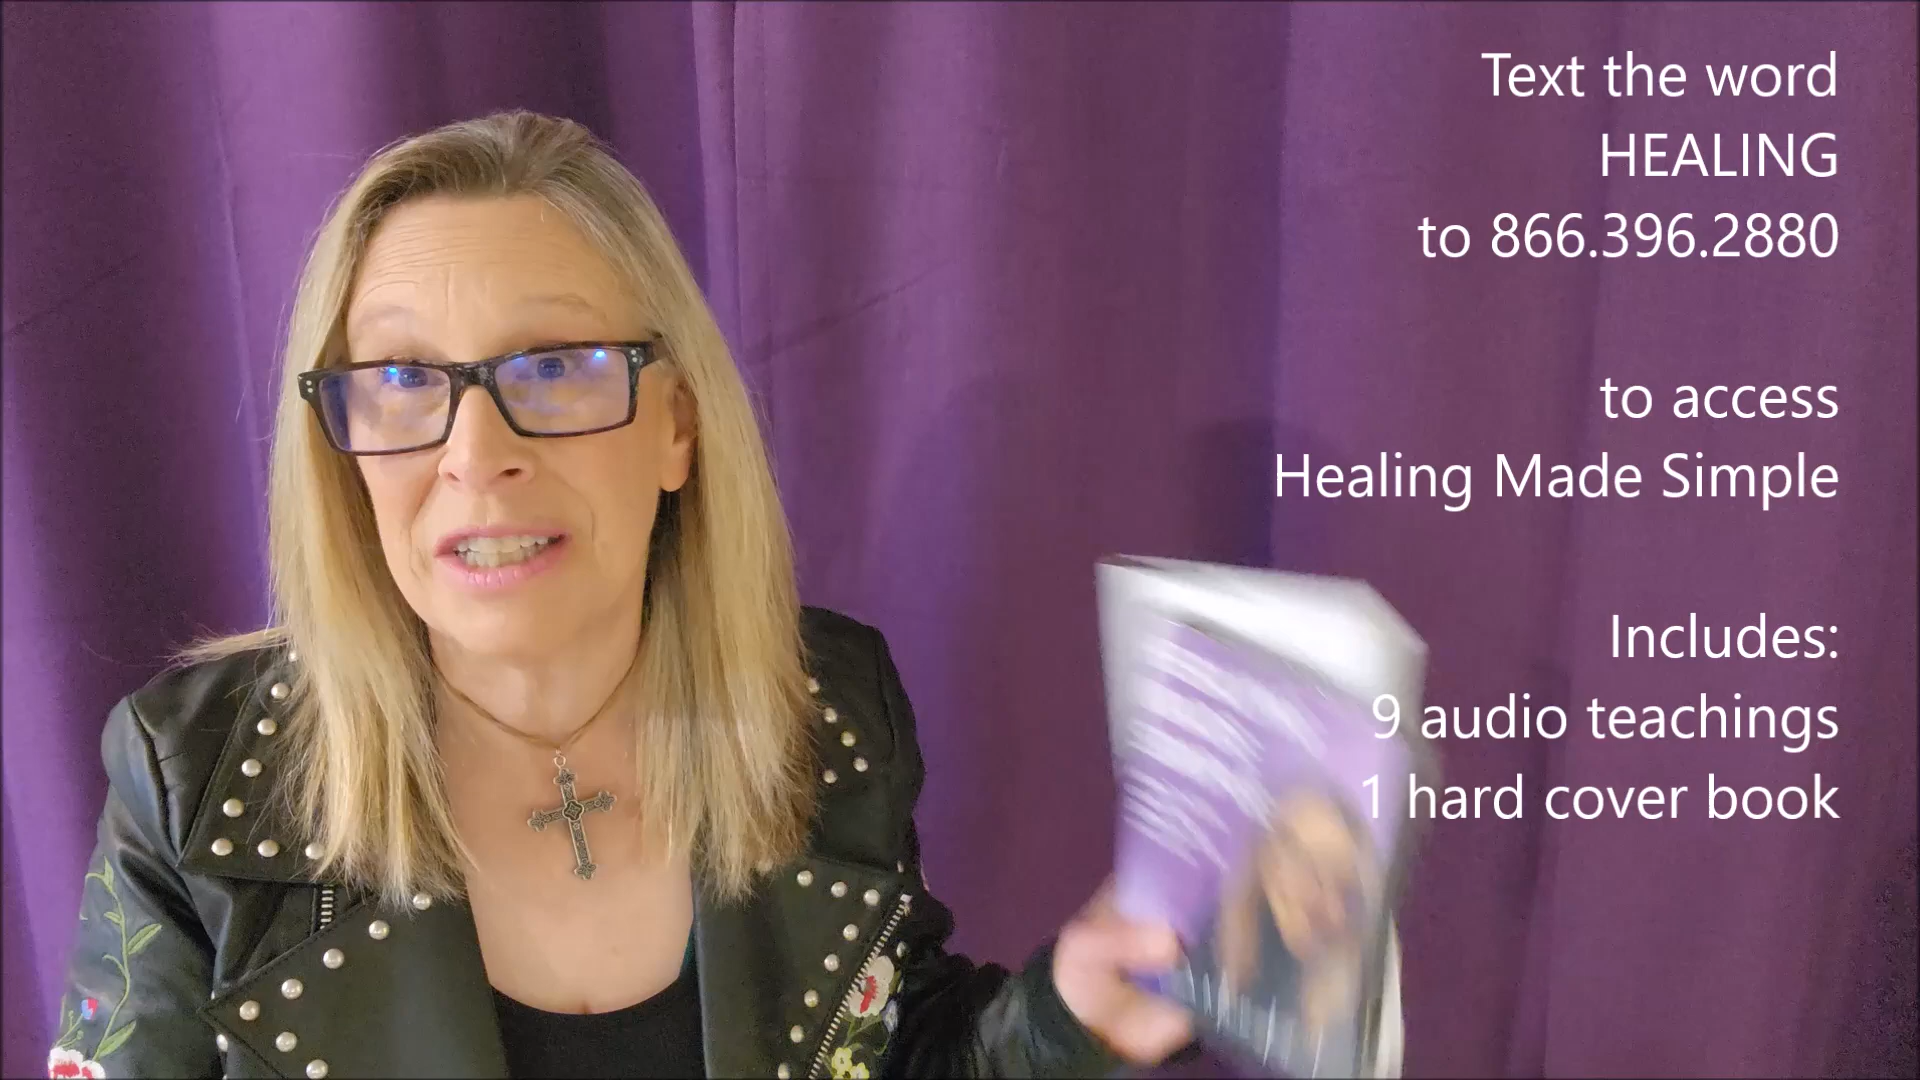 Text the word
HEALING
to 866.396.2880
to access
Healing Made Simple
Includes:
9 audio teachings
1 hard cover book